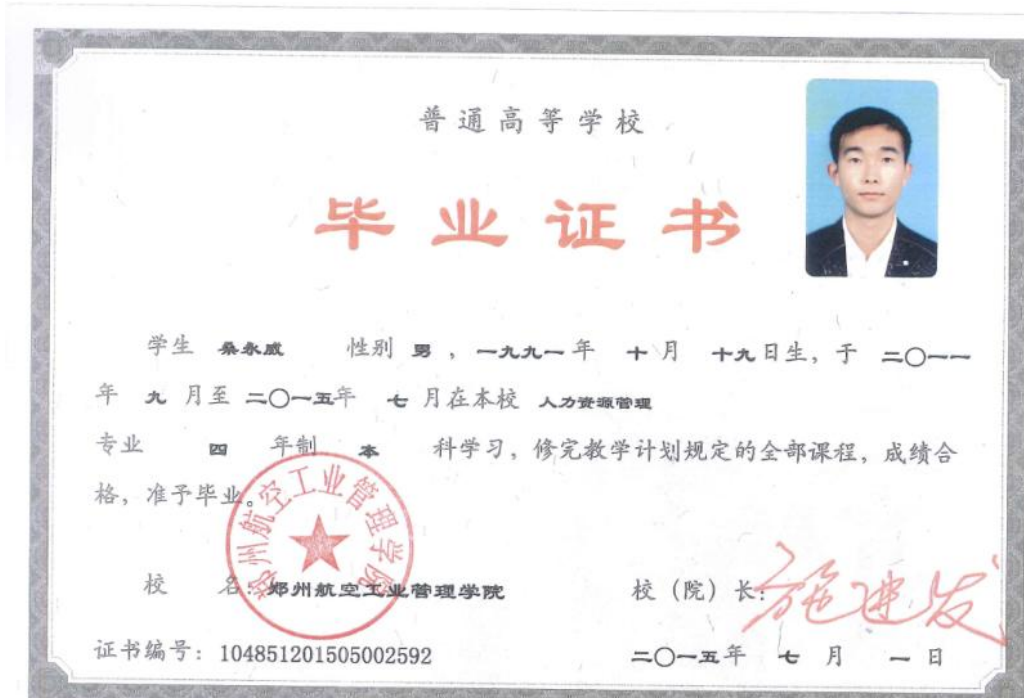 普通高等学校
毕业证书
学生 桑永威 性别 男 ，一九九一 年 十 月 十九 日生，于 二〇一一
年 九 月至 二〇一五年 七 月在本校 人力资源管理
专业 四 年制 本 科学习，修完教学计划规定的全部课程，成绩合
格，准予毕业。
郑州航空工业管理学院
校 名：郑州航空工业管理学院 校（院）长：施进发
证书编号：104851201505002592 二〇一五年 七 月 一 日